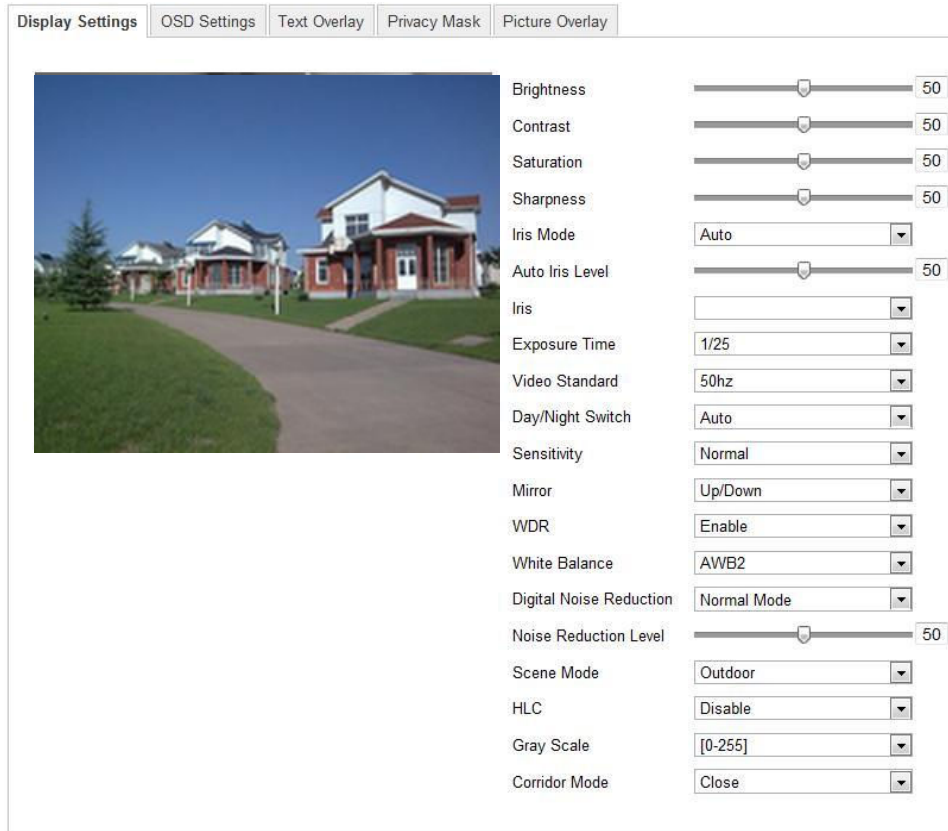 Display Settings OSD Settings Text Overlay Privacy Mask Picture Overlay
Brightness 50
Contrast 50
Saturation 50
Sharpness 50
Iris Mode Auto
Auto Iris Level 50
Iris
Exposure Time 1/25
Video Standard 50hz
Day/Night Switch Auto
Sensitivity Normal
Mirror Up/Down
WDR Enable
White Balance AWB2
Digital Noise Reduction Normal Mode
Noise Reduction Level 50
Scene Mode Outdoor
HLC Disable
Gray Scale [0-255]
Corridor Mode Close